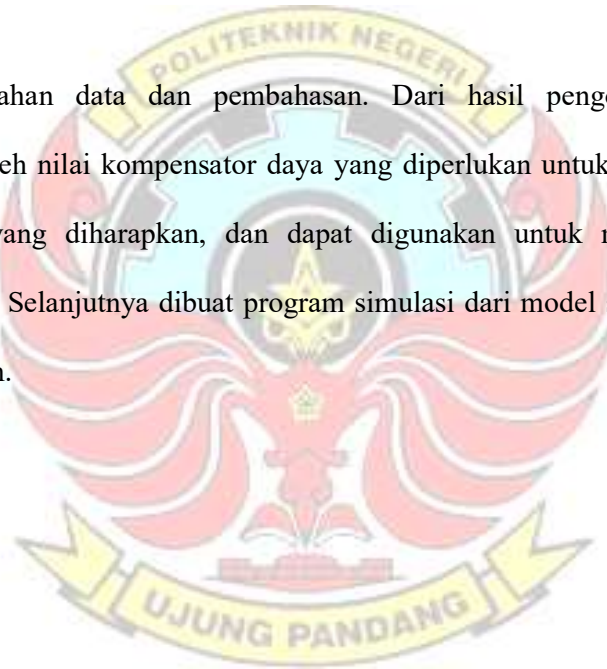 POLITEKNIK NEGERI
ahan data dan pembahasan. Dari hasil peng
eh nilai kompensator daya yang diperlukan untuk
yang diharapkan, dan dapat digunakan untuk
Selanjutnya dibuat program simulasi dari model
UJUNG PANDANG